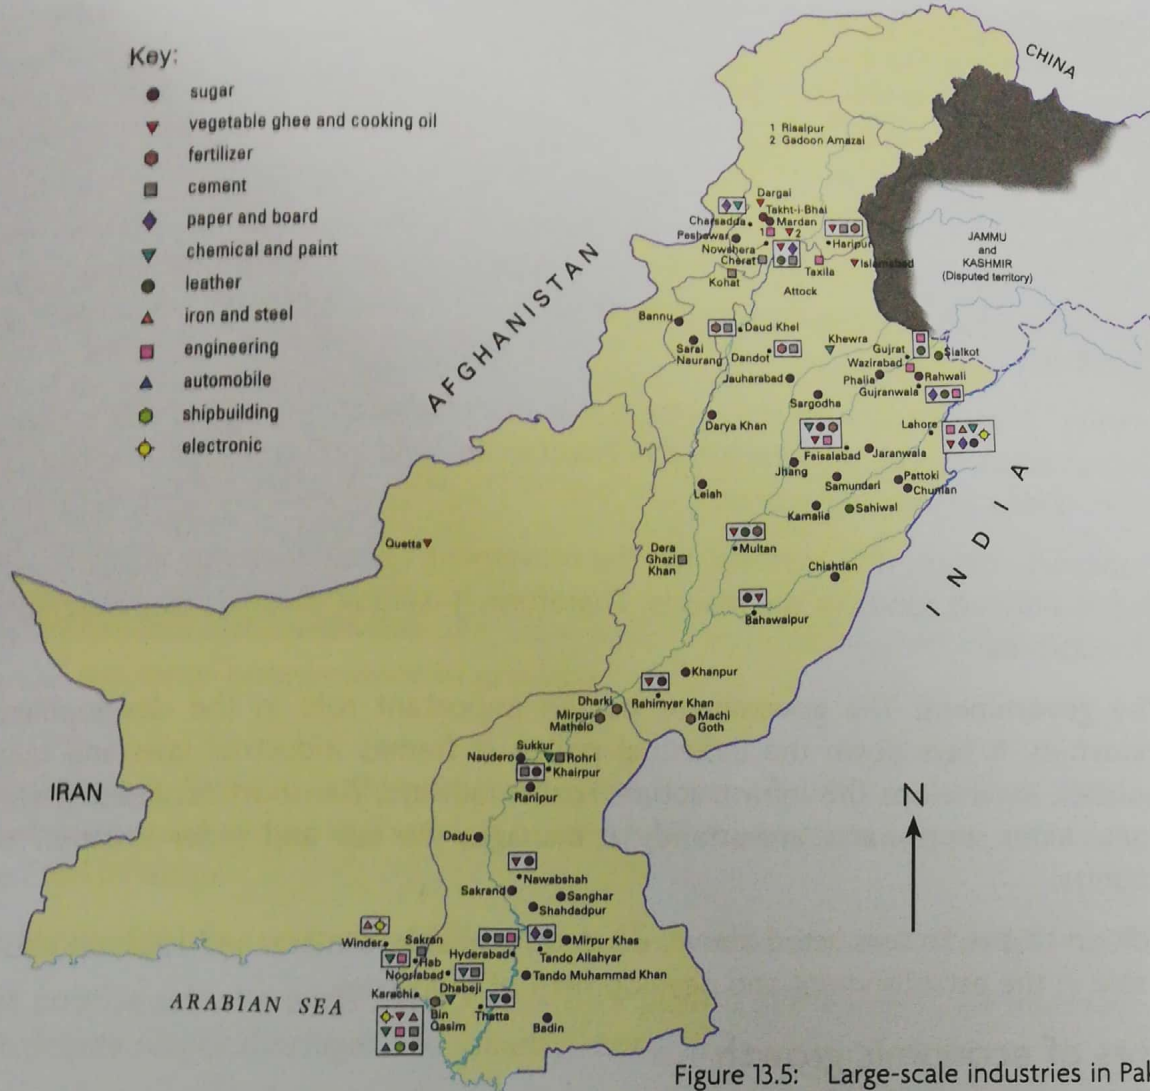 Key:
sugar
vegetable ghee and cooking oil
fertilizer
cement
paper and board
chemical and paint
leather
iron and steel
engineering
automobile
shipbuilding
electronic
CHINA
1 Risalpur
2 Gadoon Amazai
Dargai
Takht-i-Bhai
Charsadda
Mardan
1
2
Peshawar
Nowshera
Haripur
Cherat
Taxila
Islamabad
Kohat
Attock
JAMMU
and
KASHMIR
(Disputed territory)
AFGHANISTAN
Bannu
Daud Khel
Sarai
Naurang
Dandot
Khewra
Gujrat
Sialkot
Wazirabad
Jauharabad
Phalia
Rahwali
Gujranwala
Sargodha
Darya Khan
Lahore
Faisalabad
Jaranwala
Jhang
Samundari
Pattoki
Chunian
Leiah
Kamalia
Sahiwal
INDIA
Quetta
Multan
Dera
Ghazi
Khan
Chishtian
Bahawalpur
Khanpur
Rahimyar Khan
Dharki
Mirpur
Mathelo
Machi
Goth
Sukkur
Naudero
Rohri
Khairpur
Ranipur
IRAN
N
Dadu
Nawabshah
Sakrand
Sanghar
Shahdadpur
Winder
Sakran
Hab
Hyderabad
Mirpur Khas
Tando Allahyar
Nooriabad
Tando Muhammad Khan
Karachi
Dhabeji
ARABIAN SEA
Bin
Qasim
Thatta
Badin
Figure 13.5: Large-scale industries in Pak